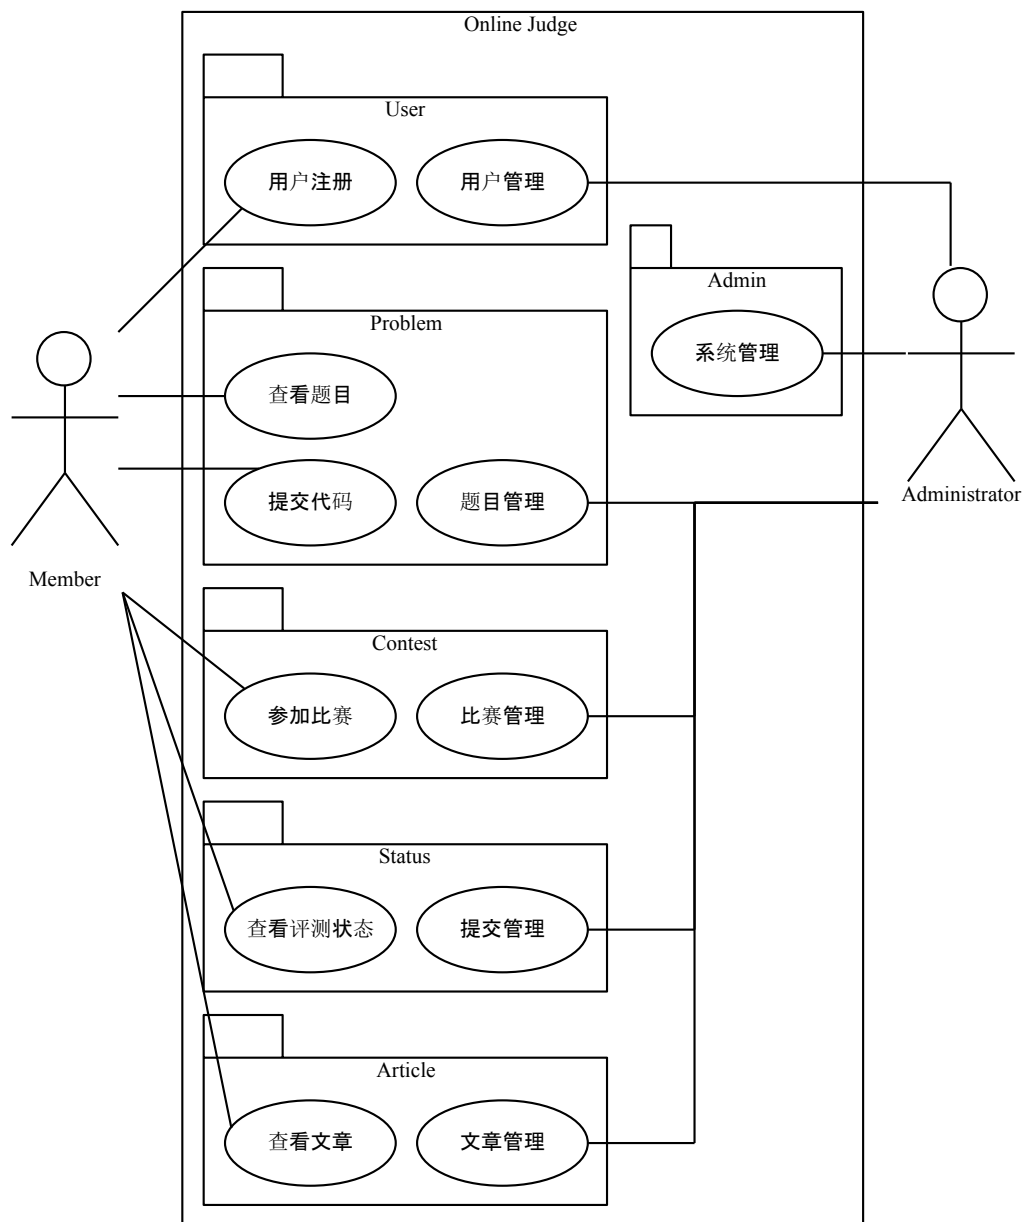 Online Judge
User
用户注册
用户管理
Admin
系统管理
Problem
查看题目
提交代码
题目管理
Administrator
Member
Contest
参加比赛
比赛管理
Status
查看评测状态
提交管理
Article
查看文章
文章管理